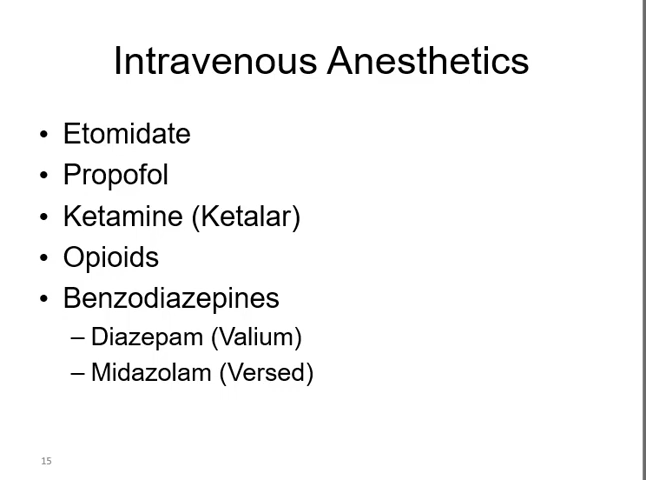 Intravenous Anesthetics
• Etomidate
• Propofol
• Ketamine (Ketalar)
• Opioids
• Benzodiazepines
– Diazepam (Valium)
– Midazolam (Versed)
15